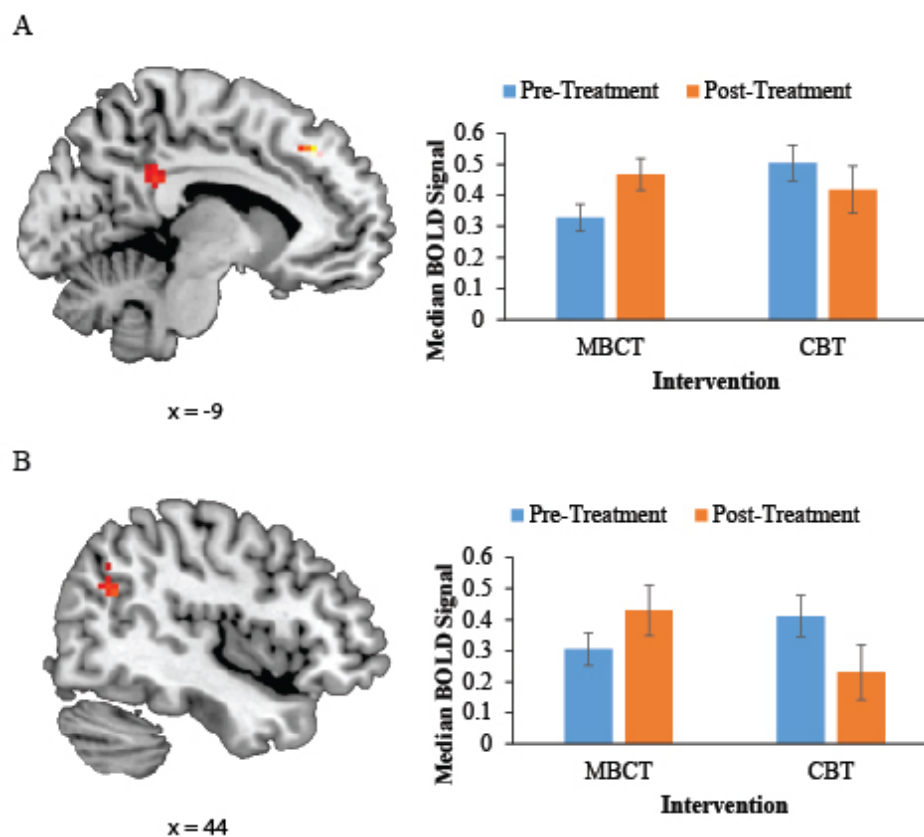 A
Pre-Treatment Post-Treatment
Median BOLD Signal
0.6
0.5
0.4
0.3
0.2
0.1
0
MBCT CBT
Intervention
x = -9
B
Pre-Treatment Post-Treatment
Median BOLD Signal
0.6
0.5
0.4
0.3
0.2
0.1
0
MBCT CBT
Intervention
x = 44